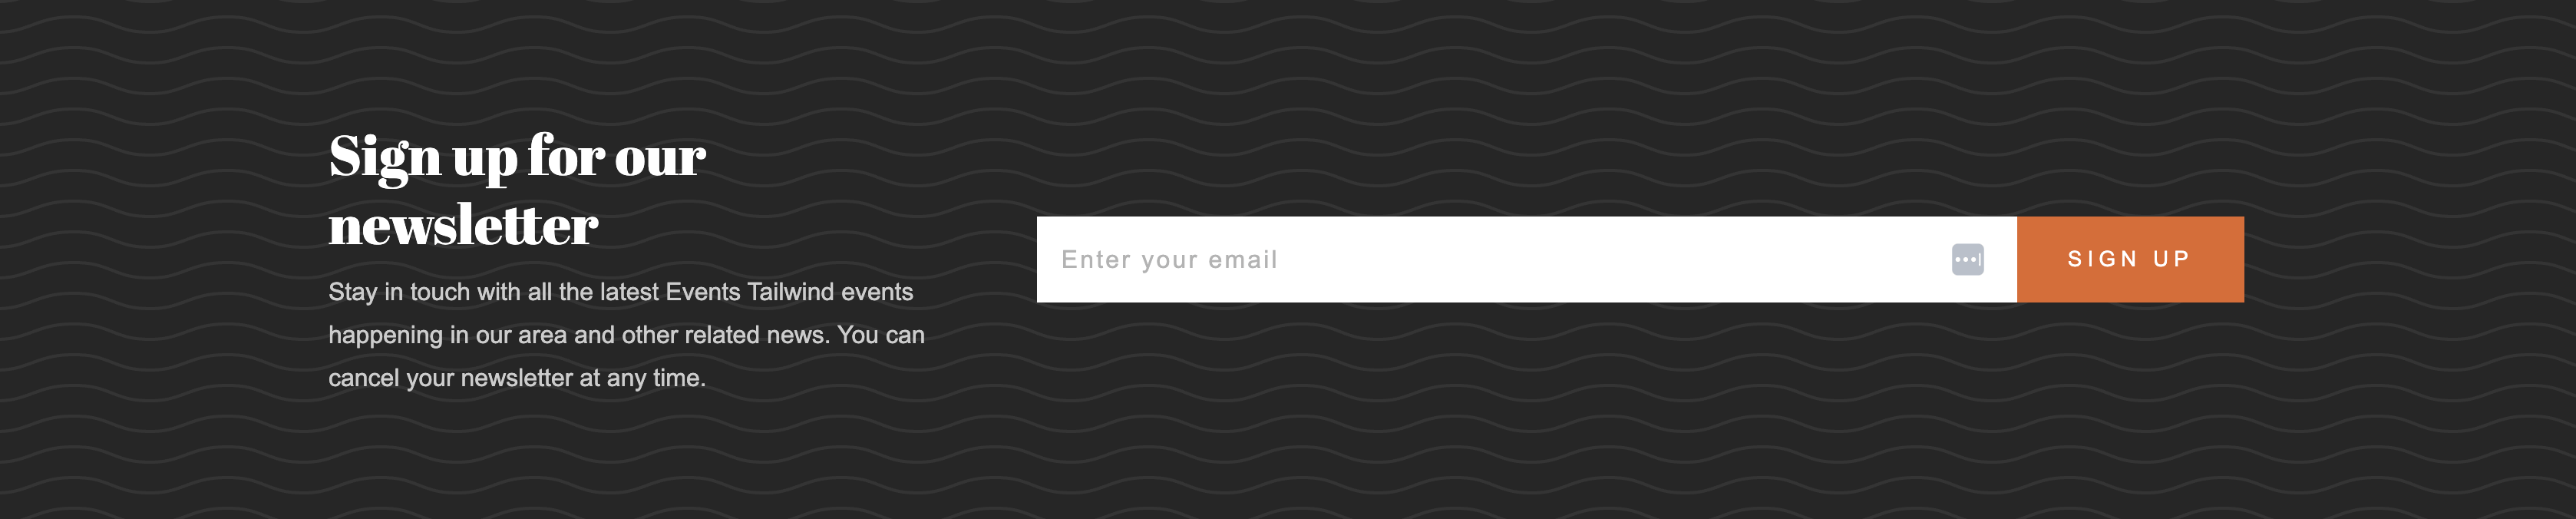 Sign up for our
newsletter
Stay in touch with all the latest Events Tailwind events
happening in our area and other related news. You can
cancel your newsletter at any time.
Enter your email
SIGN UP